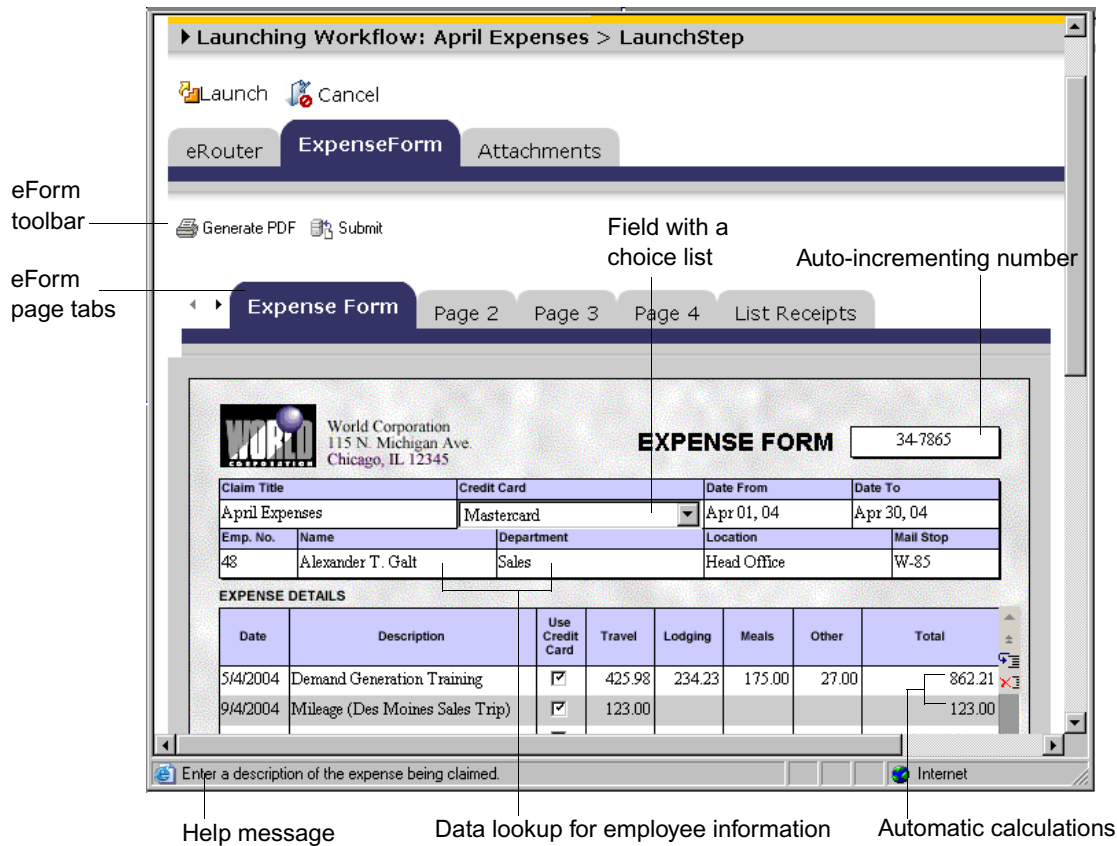 Launching Workflow: April Expenses > LaunchStep
Launch Cancel
eRouter ExpenseForm Attachments
eForm
toolbar
Generate PDF Submit
Field with a
choice list
Auto-incrementing number
eForm
page tabs
Expense Form Page 2 Page 3 Page 4 List Receipts
WORLD
CORPORATION
World Corporation
115 N. Michigan Ave.
Chicago, IL 12345
EXPENSE FORM 34-7865
Claim Title Credit Card Date From Date To
April Expenses Mastercard Apr 01, 04 Apr 30, 04
Emp. No. Name Department Location Mail Stop
48 Alexander T. Galt Sales Head Office W-85
EXPENSE DETAILS
Date Description Use Credit Card Travel Lodging Meals Other Total
5/4/2004 Demand Generation Training 425.98 234.23 175.00 27.00 862.21
9/4/2004 Mileage (Des Moines Sales Trip) 123.00 123.00
Enter a description of the expense being claimed. Internet
Help message
Data lookup for employee information
Automatic calculations